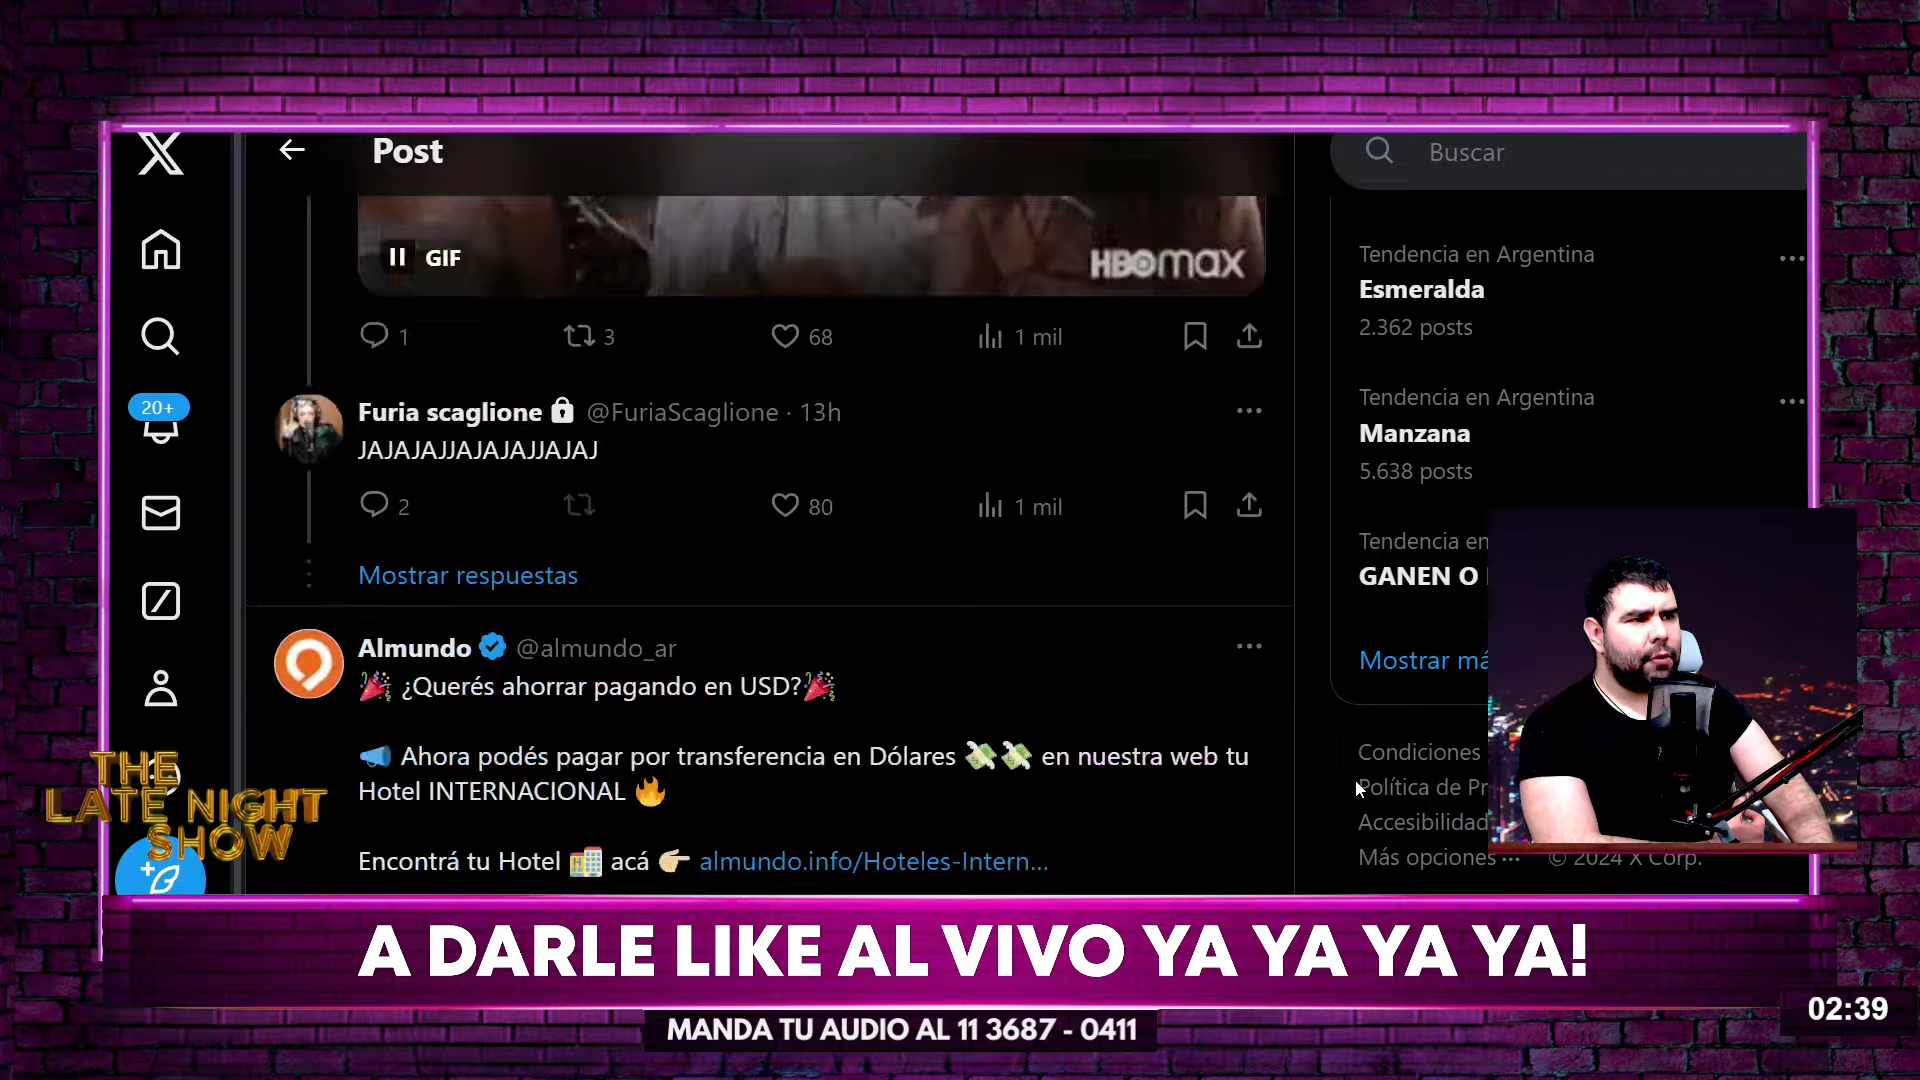 Post
Buscar
GIF
HBOmax
1
3
68
1 mil
20+
Furia scaglione @FuriaScaglione · 13h
JAJAJAJJAJAJAJJAJAJ
2
80
1 mil
Mostrar respuestas
Almundo @almundo_ar
¿Querés ahorrar pagando en USD?
Ahora podés pagar por transferencia en Dólares en nuestra web tu
Hotel INTERNACIONAL
Encontrá tu Hotel acá almundo.info/Hoteles-Intern...
Tendencia en Argentina
Esmeralda
2.362 posts
Tendencia en Argentina
Manzana
5.638 posts
Tendencia en
GANEN O
Mostrar má
Condiciones
Política de Pr
Accesibilidad
Más opciones ··· © 2024 X Corp.
THE
LATE NIGHT
SHOW
A DARLE LIKE AL VIVO YA YA YA YA!
MANDA TU AUDIO AL 11 3687 - 0411
02:39